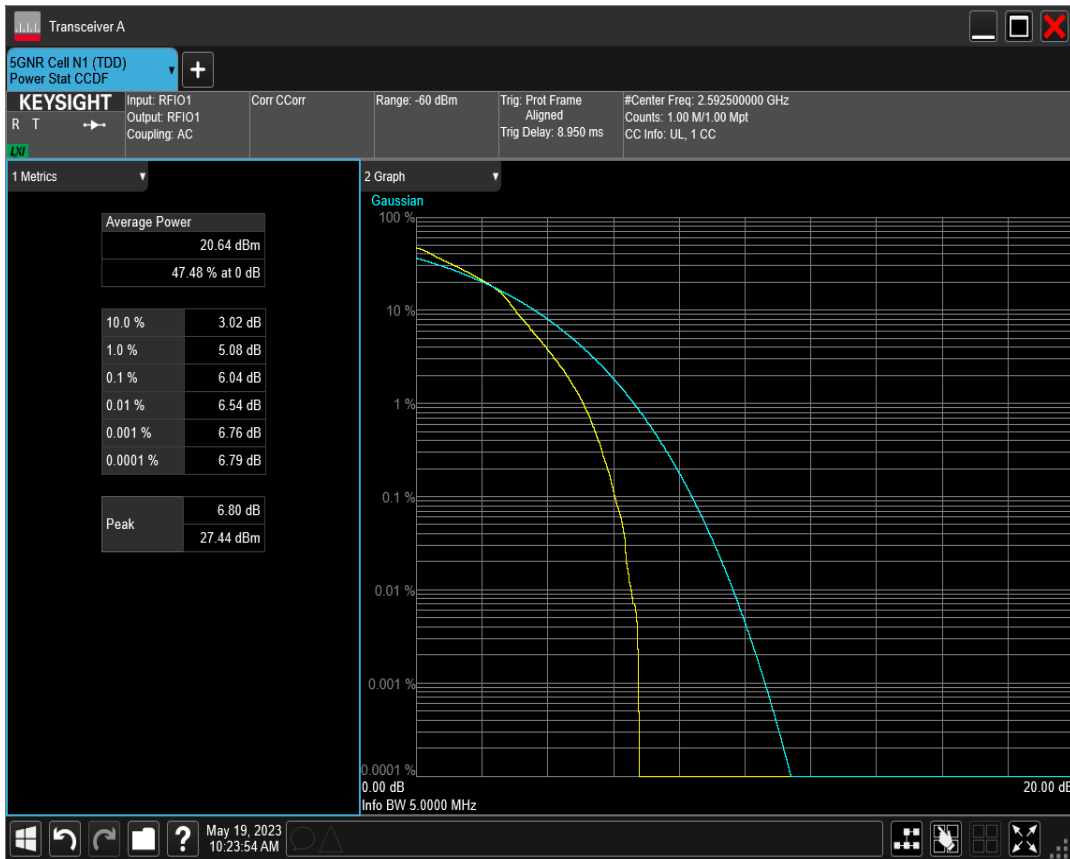 Transceiver A
5GNR Cell N1 (TDD)
Power Stat CCDF
+
KEYSIGHT
R T
LXI
Input: RFIO1
Output: RFIO1
Coupling: AC
Corr CCorr
Range: -60 dBm
Trig: Prot Frame
Aligned
Trig Delay: 8.950 ms
#Center Freq: 2.592500000 GHz
Counts: 1.00 M/1.00 Mpt
CC Info: UL, 1 CC
1 Metrics
Average Power
20.64 dBm
47.48 % at 0 dB
10.0 % 3.02 dB
1.0 % 5.08 dB
0.1 % 6.04 dB
0.01 % 6.54 dB
0.001 % 6.76 dB
0.0001 % 6.79 dB
Peak
6.80 dB
27.44 dBm
2 Graph
Gaussian
100 %
10 %
1 %
0.1 %
0.01 %
0.001 %
0.0001 %
0.00 dB 20.00 dB
Info BW 5.0000 MHz
?
May 19, 2023
10:23:54 AM